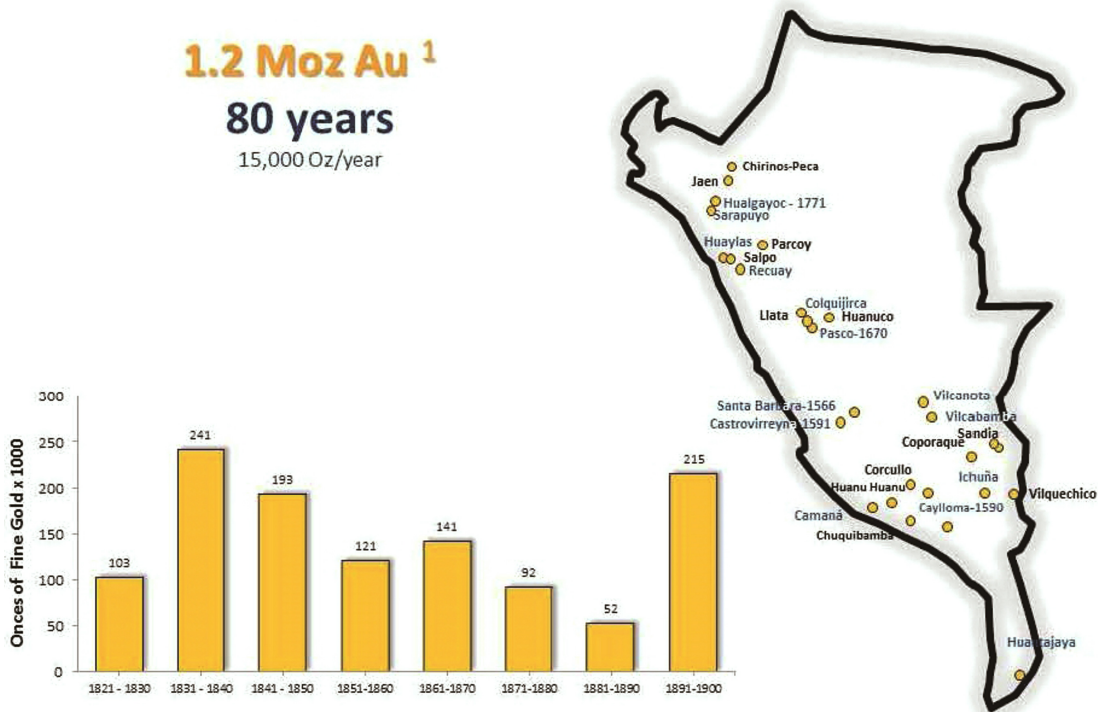 1.2 Moz Au 1
80 years
15,000 Oz/year
Chirinos-Peca
Jaen
Hualgayoc - 1771
Sarapuyo
Huaylas
Parcoy
Salpo
Recuay
Colquijirca
Llata
Huanuco
Pasco-1670
Vilcanota
Santa Barbara-1566
Vilcabamba
Castrovirreyna 1591
Sandia
Coporaque
Corcullo
Ichuña
Huanu Huanu
Vilquechico
Caylloma-1590
Camaná
Chuquibamba
Huantajaya
Onces of Fine Gold x 1000
300
250
200
150
100
50
0
103
241
193
121
141
92
52
215
1821 - 1830
1831 - 1840
1841 - 1850
1851-1860
1861-1870
1871-1880
1881-1890
1891-1900